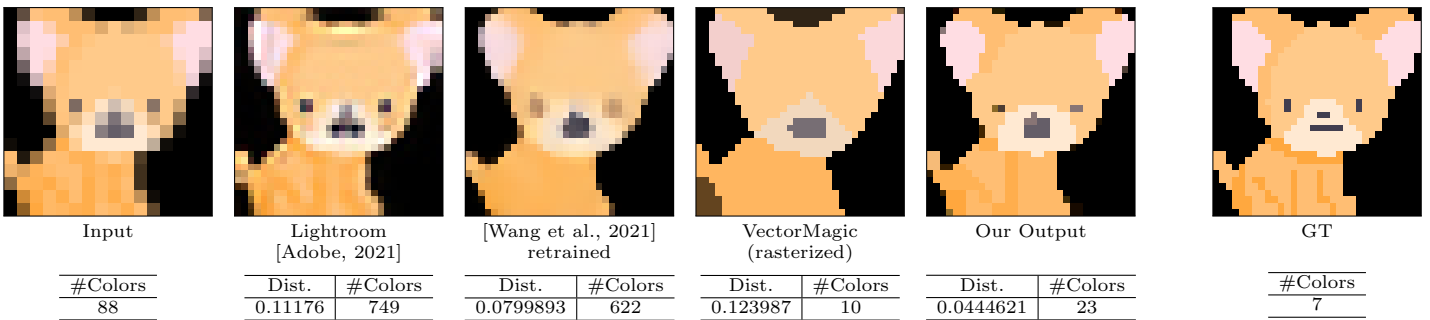 Input
Lightroom
[Adobe, 2021]
[Wang et al., 2021]
retrained
VectorMagic
(rasterized)
Our Output
GT
#Colors
88
Dist. #Colors
0.11176 749
Dist. #Colors
0.0799893 622
Dist. #Colors
0.123987 10
Dist. #Colors
0.0444621 23
#Colors
7